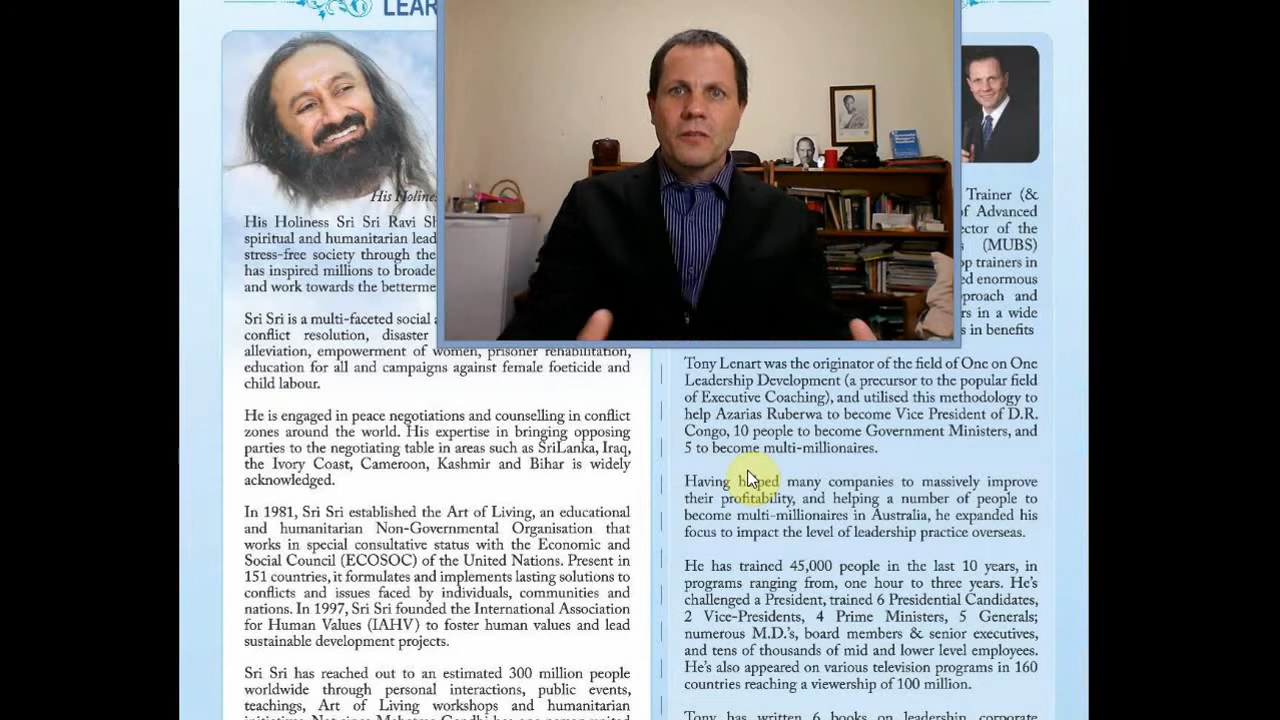 LEAR
His Holine
His Holiness Sri Sri Ravi Sh
spiritual and humanitarian lead
stress-free society through the
has inspired millions to broade
and work towards the betterme
Sri Sri is a multi-faceted social a
conflict resolution, disaster
alleviation, empowerment of women, prisoner rehabilitation,
education for all and campaigns against female foeticide and
child labour.
He is engaged in peace negotiations and counselling in conflict
zones around the world. His expertise in bringing opposing
parties to the negotiating table in areas such as SriLanka, Iraq,
the Ivory Coast, Cameroon, Kashmir and Bihar is widely
acknowledged.
In 1981, Sri Sri established the Art of Living, an educational
and humanitarian Non-Governmental Organisation that
works in special consultative status with the Economic and
Social Council (ECOSOC) of the United Nations. Present in
151 countries, it formulates and implements lasting solutions to
conflicts and issues faced by individuals, communities and
nations. In 1997, Sri Sri founded the International Association
for Human Values (IAHV) to foster human values and lead
sustainable development projects.
Sri Sri has reached out to an estimated 300 million people
worldwide through personal interactions, public events,
teachings, Art of Living workshops and humanitarian
Trainer (&
of Advanced
ector of the
s (MUBS)
op trainers in
ed enormous
pproach and
rs in a wide
s in benefits
Tony Lenart was the originator of the field of One on One
Leadership Development (a precursor to the popular field
of Executive Coaching), and utilised this methodology to
help Azarias Ruberwa to become Vice President of D.R.
Congo, 10 people to become Government Ministers, and
5 to become multi-millionaires.
Having helped many companies to massively improve
their profitability, and helping a number of people to
become multi-millionaires in Australia, he expanded his
focus to impact the level of leadership practice overseas.
He has trained 45,000 people in the last 10 years, in
programs ranging from, one hour to three years. He's
challenged a President, trained 6 Presidential Candidates,
2 Vice-Presidents, 4 Prime Ministers, 5 Generals;
numerous M.D.'s, board members & senior executives,
and tens of thousands of mid and lower level employees.
He's also appeared on various television programs in 160
countries reaching a viewership of 100 million.
Tony has written 6 books on leadership, corporate